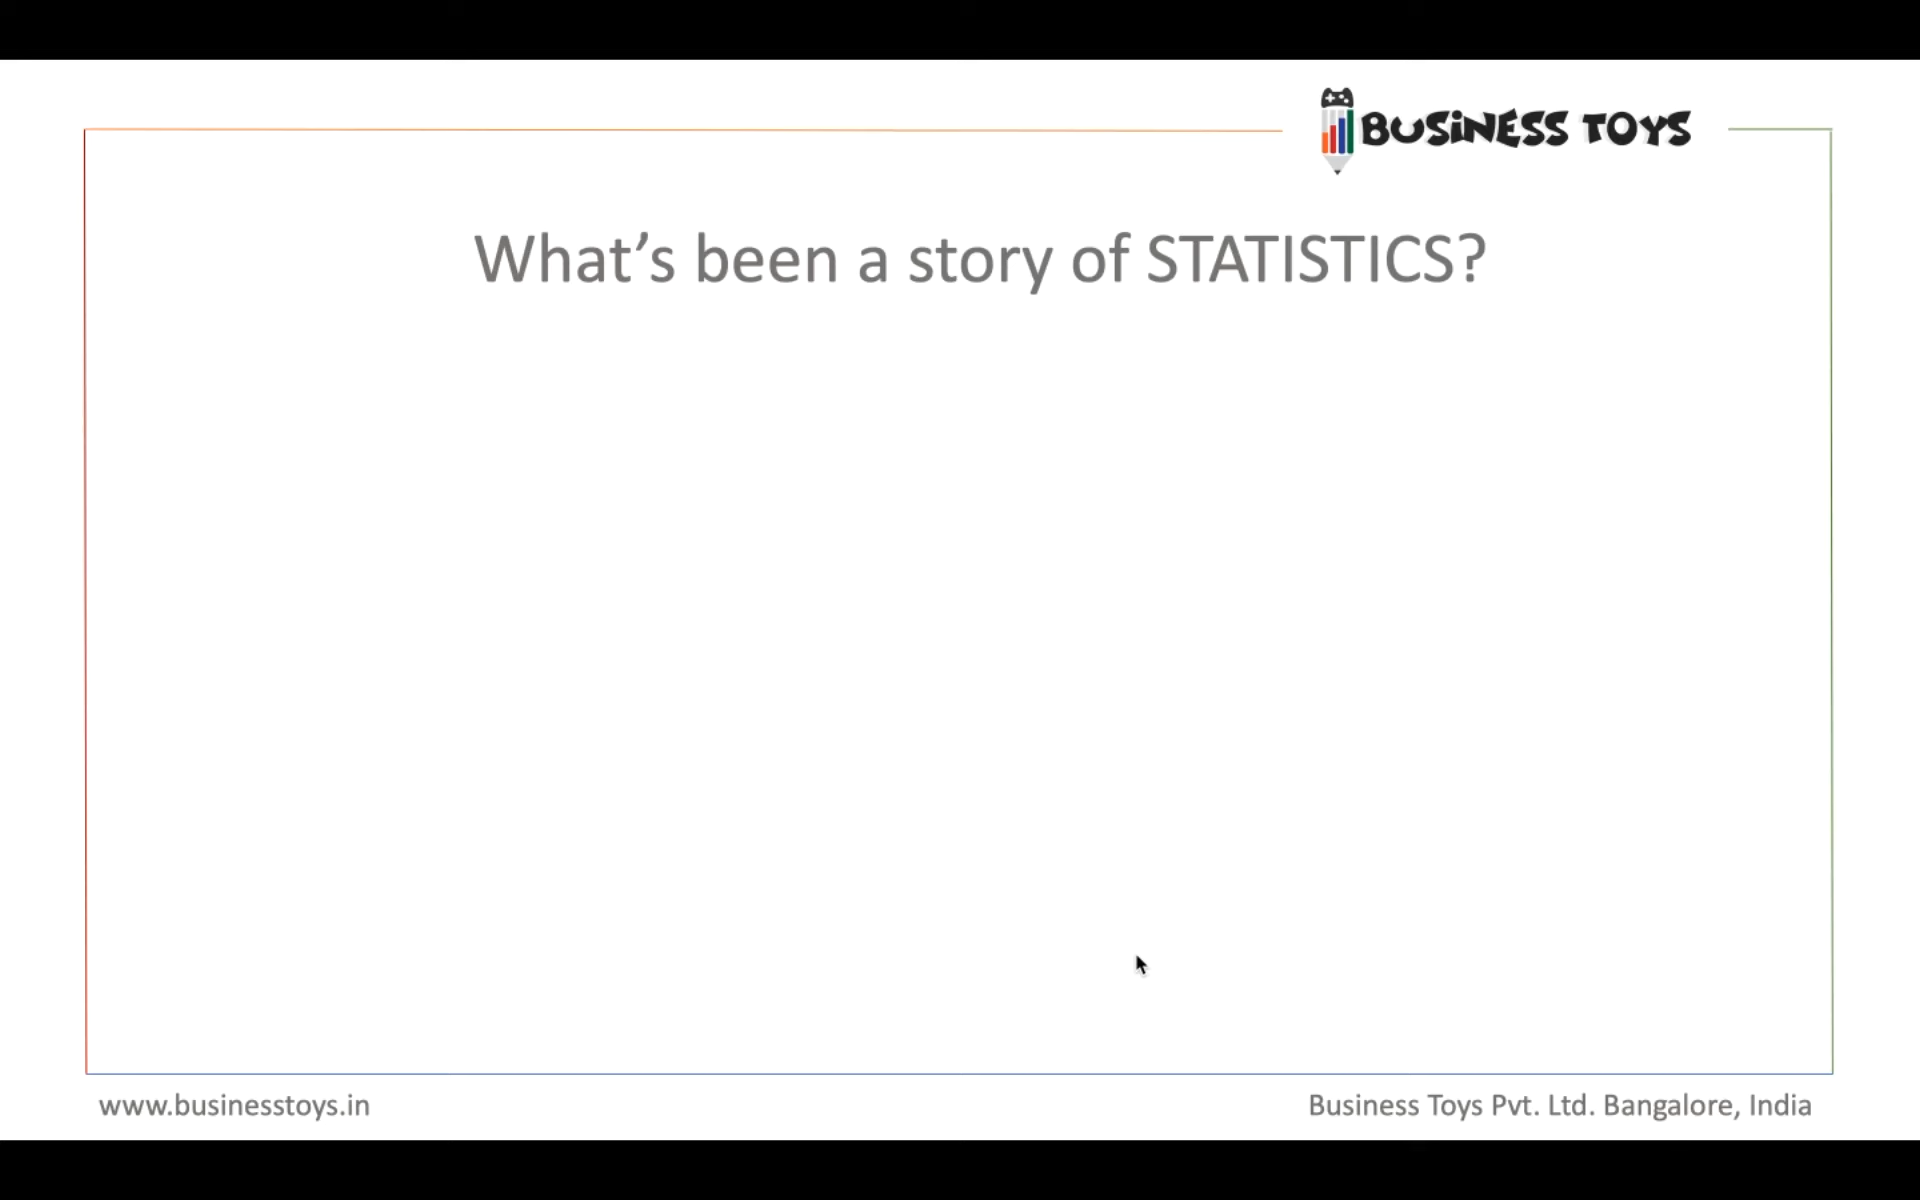 BUSINESS TOYS
What’s been a story of STATISTICS?
www.businesstoys.in
Business Toys Pvt. Ltd. Bangalore, India